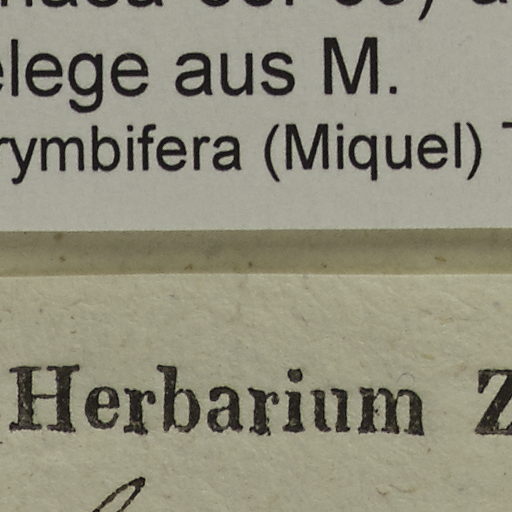 elege aus M.
rymbifera (Miquel)
Herbarium Z